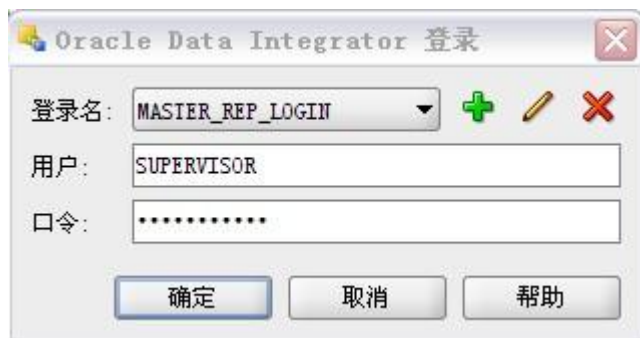 Oracle Data Integrator 登录
登录名: MASTER_REP_LOGIN
用户: SUPERVISOR
口令: •••••••••••
确定 取消 帮助